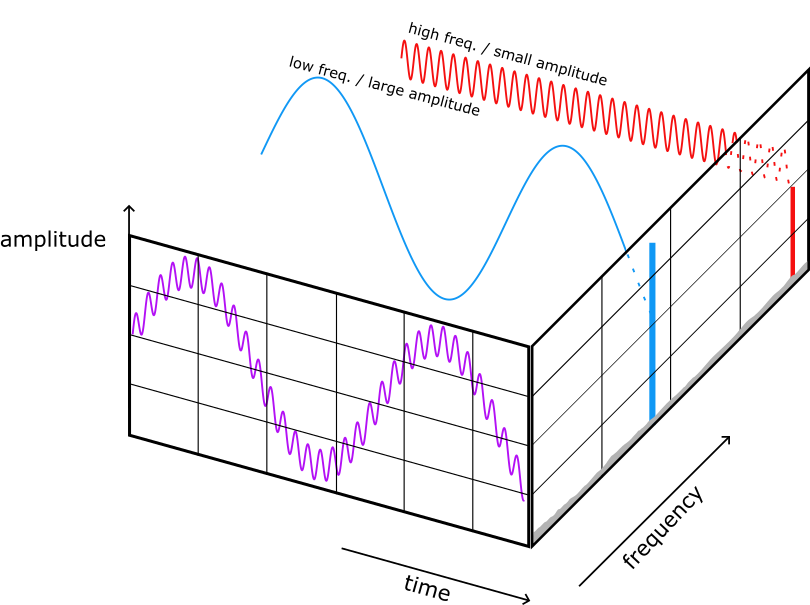 high freq. / small amplitude
low freq. / large amplitude
amplitude
frequency
time